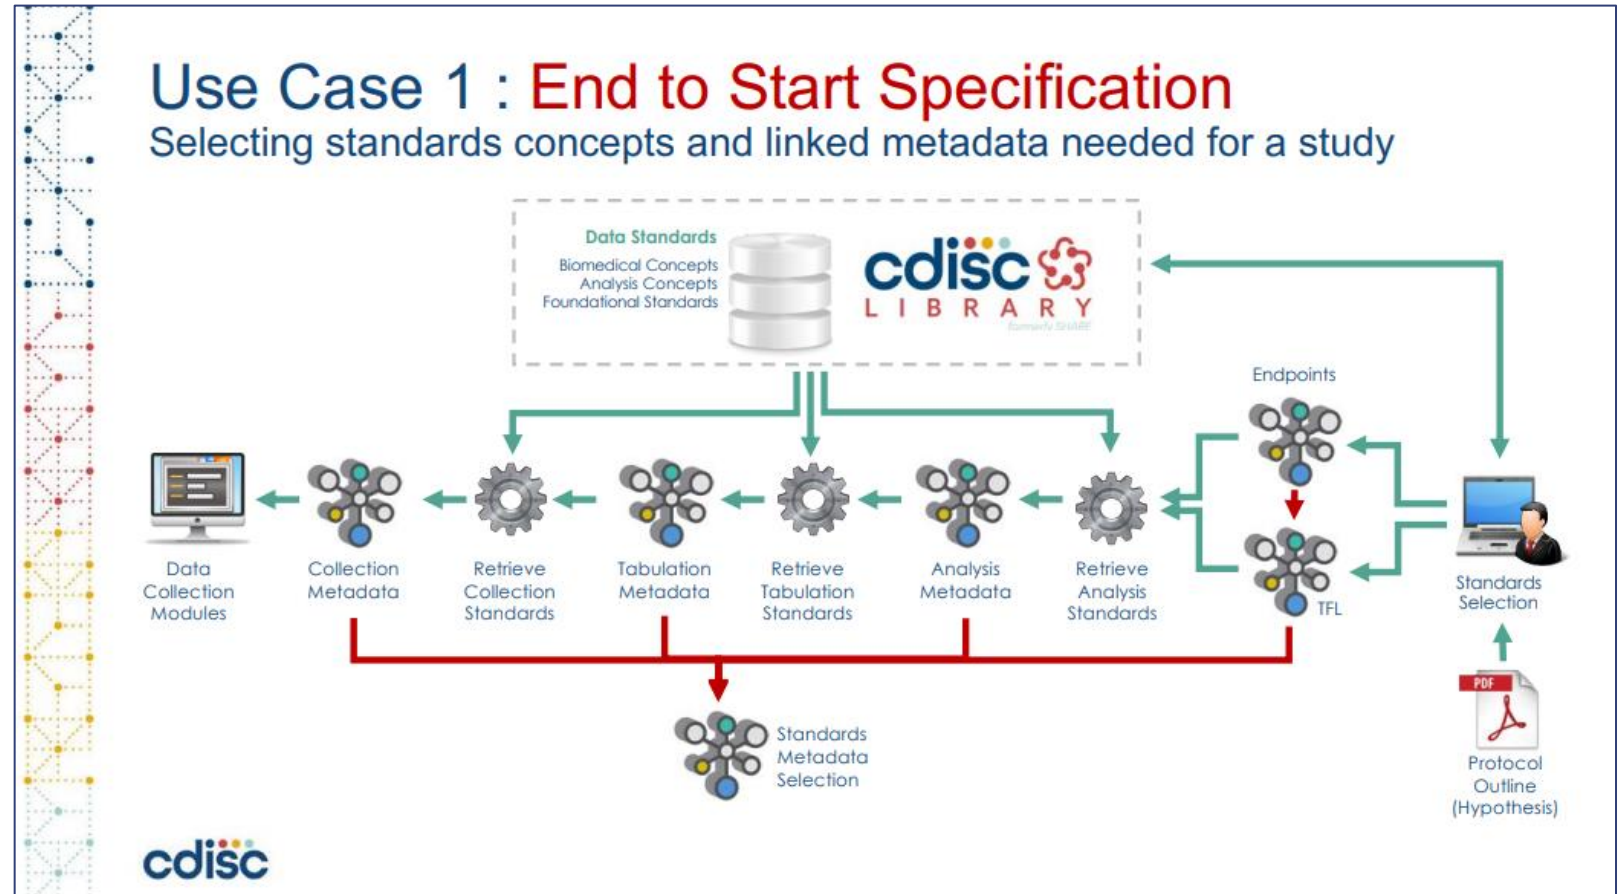 Use Case 1 : End to Start Specification
Selecting standards concepts and linked metadata needed for a study
Data Standards
Biomedical Concepts
Analysis Concepts
Foundational Standards
cdisc
LIBRARY
formerly SHARE
Endpoints
TFL
Data
Collection
Modules
Collection
Metadata
Retrieve
Collection
Standards
Tabulation
Metadata
Retrieve
Tabulation
Standards
Analysis
Metadata
Retrieve
Analysis
Standards
Standards
Selection
PDF
Protocol
Outline
(Hypothesis)
Standards
Metadata
Selection
cdisc